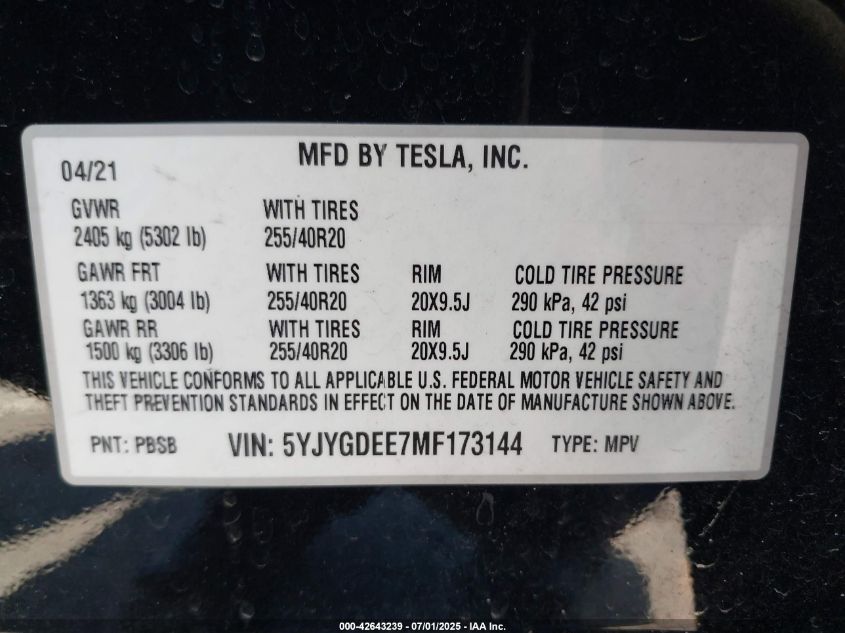 MFD BY TESLA, INC.
04/21
GVWR WITH TIRES
2405 kg (5302 lb) 255/40R20
GAWR FRT WITH TIRES RIM COLD TIRE PRESSURE
1363 kg (3004 lb) 255/40R20 20X9.5J 290 kPa, 42 psi
GAWR RR WITH TIRES RIM COLD TIRE PRESSURE
1500 kg (3306 lb) 255/40R20 20X9.5J 290 kPa, 42 psi
THIS VEHICLE CONFORMS TO ALL APPLICABLE U.S. FEDERAL MOTOR VEHICLE SAFETY AND
THEFT PREVENTION STANDARDS IN EFFECT ON THE DATE OF MANUFACTURE SHOWN ABOVE.
PNT: PBSB VIN: 5YJYGDEE7MF173144 TYPE: MPV
000-42643239 - 07/01/2025 - IAA Inc.